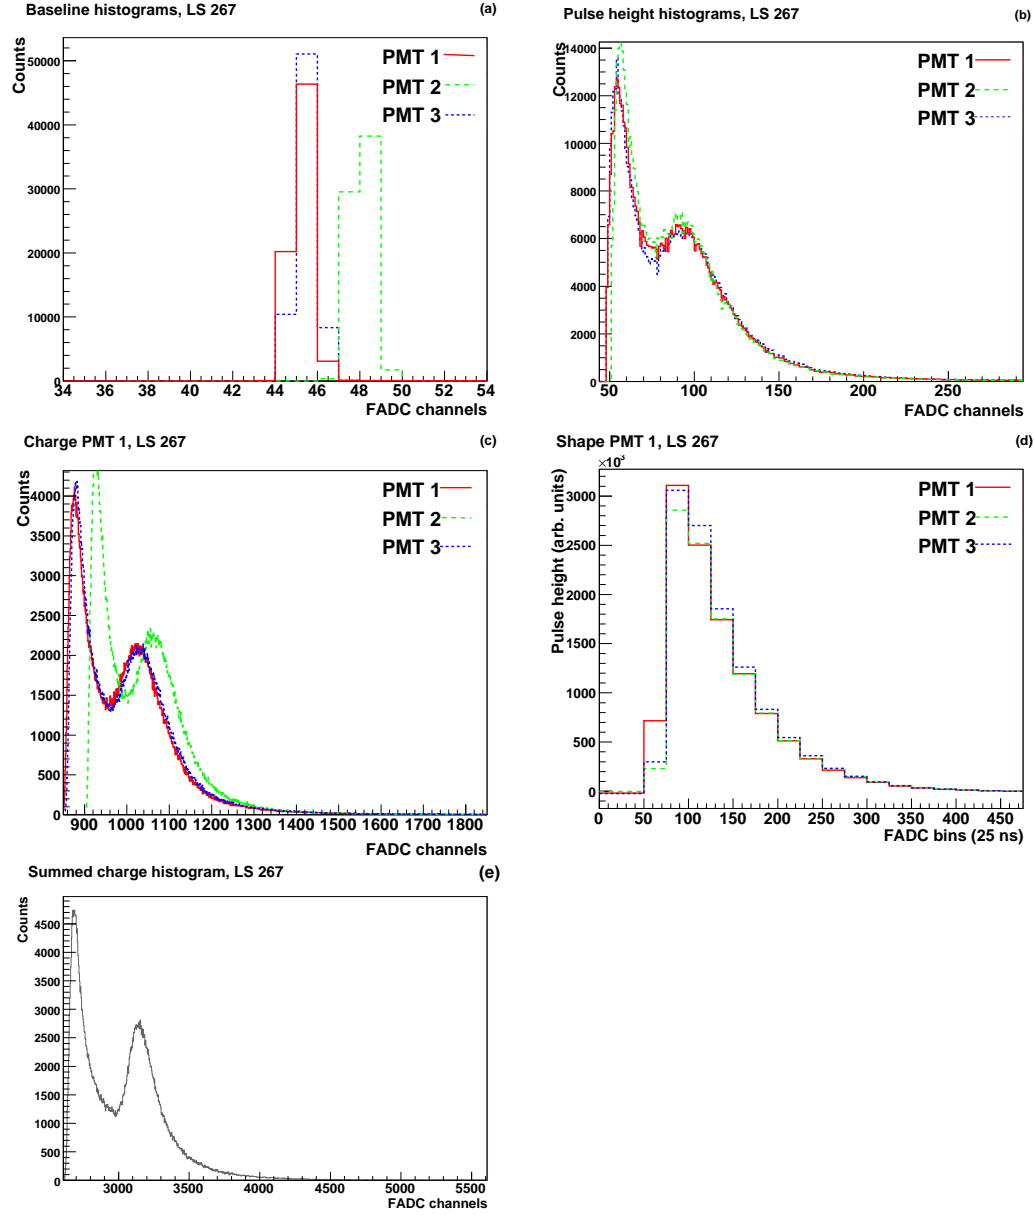 Baseline histograms, LS 267
(a)
Counts
50000
40000
30000
20000
10000
0
PMT 1
PMT 2
PMT 3
34 36 38 40 42 44 46 48 50 52 54
FADC channels
Pulse height histograms, LS 267
(b)
Counts
14000
12000
10000
8000
6000
4000
2000
0
PMT 1
PMT 2
PMT 3
50 100 150 200 250
FADC channels
Charge PMT 1, LS 267
(c)
Counts
4000
3500
3000
2500
2000
1500
1000
500
0
PMT 1
PMT 2
PMT 3
900 1000 1100 1200 1300 1400 1500 1600 1700 1800
FADC channels
Shape PMT 1, LS 267
(d)
×10³
Pulse height (arb. units)
3000
2500
2000
1500
1000
500
0
PMT 1
PMT 2
PMT 3
0 50 100 150 200 250 300 350 400 450
FADC bins (25 ns)
Summed charge histogram, LS 267
(e)
Counts
4500
4000
3500
3000
2500
2000
1500
1000
500
0
3000 3500 4000 4500 5000 5500
FADC channels